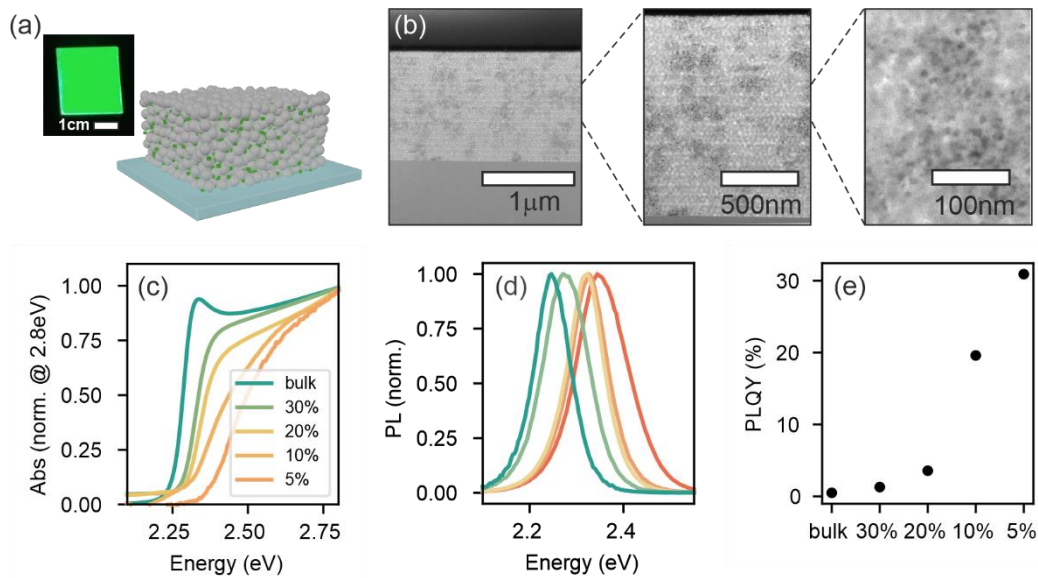 (a)
1cm
(b)
1μm
500nm
100nm
(c)
Abs (norm. @ 2.8eV)
1.00
0.75
0.50
0.25
0.00
bulk
30%
20%
10%
5%
2.25
2.50
2.75
Energy (eV)
(d)
PL (norm.)
1.00
0.75
0.50
0.25
0.00
2.2
2.4
Energy (eV)
(e)
PLQY (%)
30
20
10
0
bulk 30% 20% 10% 5%